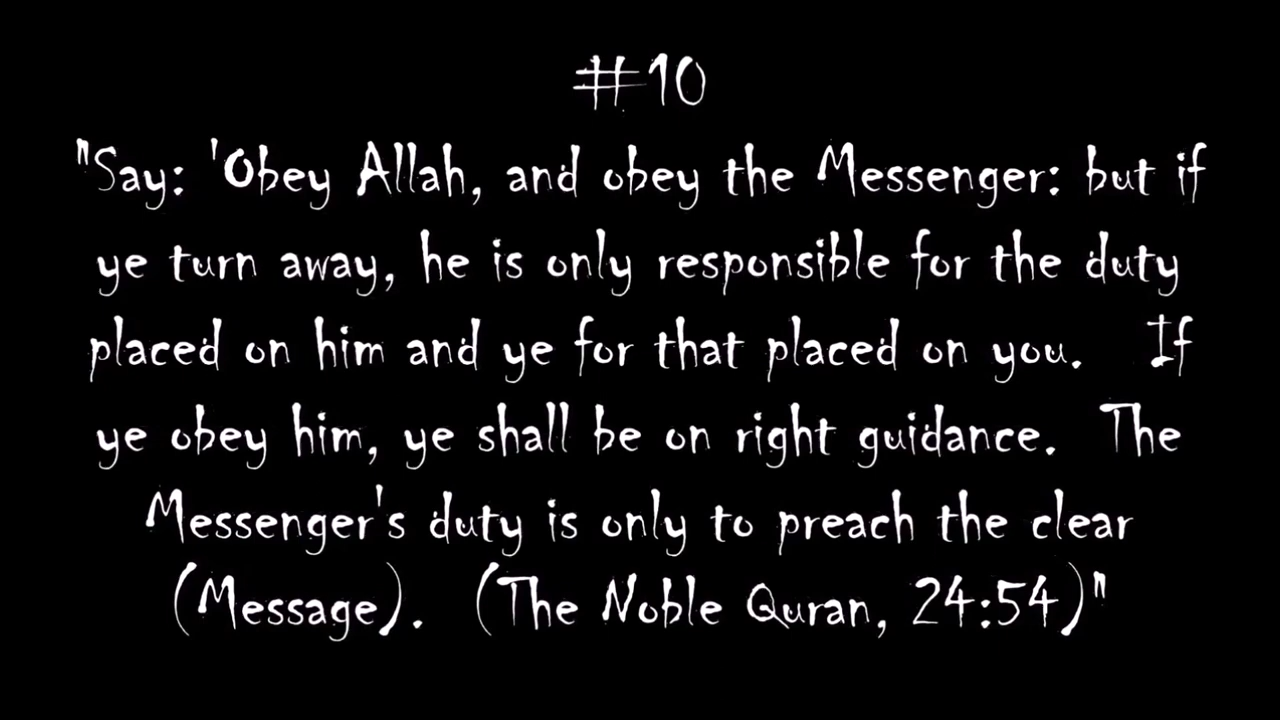 #10
"Say: 'Obey Allah, and obey the Messenger: but if
ye turn away, he is only responsible for the duty
placed on him and ye for that placed on you. If
ye obey him, ye shall be on right guidance. The
Messenger's duty is only to preach the clear
(Message). (The Noble Quran, 24:54)"